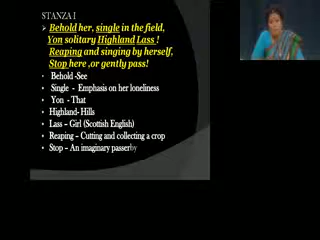 STANZA I
➢ Behold her, single in the field,
Yon solitary Highland Lass !
Reaping and singing by herself,
Stop here ,or gently pass!
• Behold -See
• Single - Emphasis on her loneliness
• Yon - That
• Highland- Hills
• Lass – Girl (Scottish English)
• Reaping – Cutting and collecting a crop
• Stop – An imaginary passerby